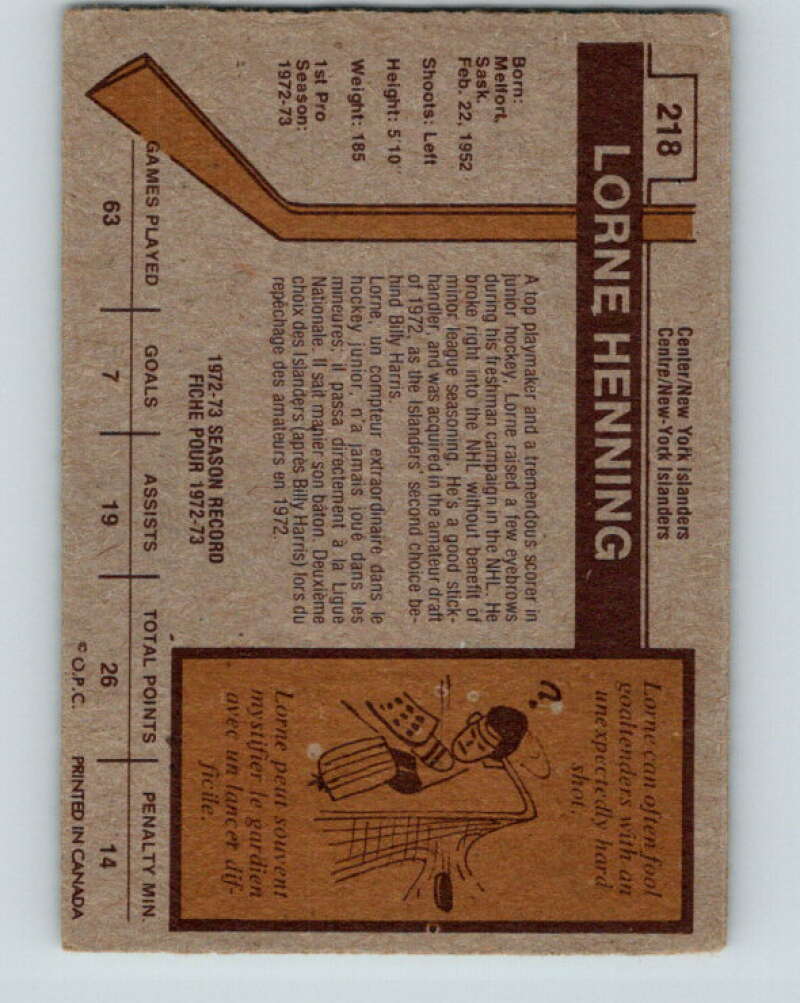 218
Center/New York Islanders
Centre/New-York Islanders
LORNE HENNING
Born:
Melfort,
Sask.
Feb. 22, 1952
Shoots: Left
Height: 5'10"
Weight: 185
1st Pro
Season:
1972-73
A top playmaker and a tremendous scorer in
junior hockey, Lorne raised a few eyebrows
during his freshman campaign in the NHL. He
broke right into the NHL without benefit of
minor league seasoning. He's a good stick-
handler, and was acquired in the amateur draft
of 1972, as the Islanders' second choice be-
hind Billy Harris.
Lorne, un compteur extraordinaire dans le
hockey junior, n'a jamais joué dans les
mineures: il passa directement à la Ligue
Nationale. Il sait manier son bâton. Deuxième
choix des Islanders (après Billy Harris) lors du
repêchage des amateurs en 1972.
Lorne can often fool
goaltenders with an
unexpectedly hard
shot.
?
Lorne peut souvent
mystifier le gardien
avec un lancer dif-
ficile.
1972-73 SEASON RECORD
FICHE POUR 1972-73
GAMES PLAYED GOALS ASSISTS TOTAL POINTS PENALTY MIN.
63 7 19 26 14
© O.P.C. PRINTED IN CANADA